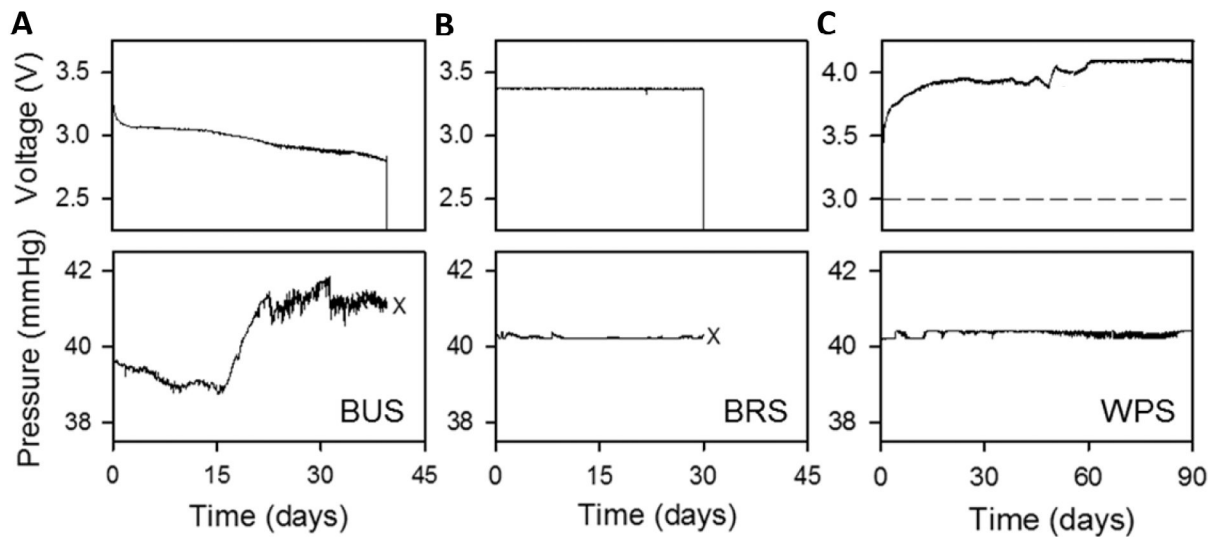 A
B
C
Voltage (V)
3.5
3.0
2.5
3.5
3.0
2.5
4.0
3.5
3.0
Pressure (mmHg)
42
40
38
X
BUS
42
40
38
X
BRS
42
40
38
WPS
0 15 30 45
0 15 30 45
0 30 60 90
Time (days)
Time (days)
Time (days)